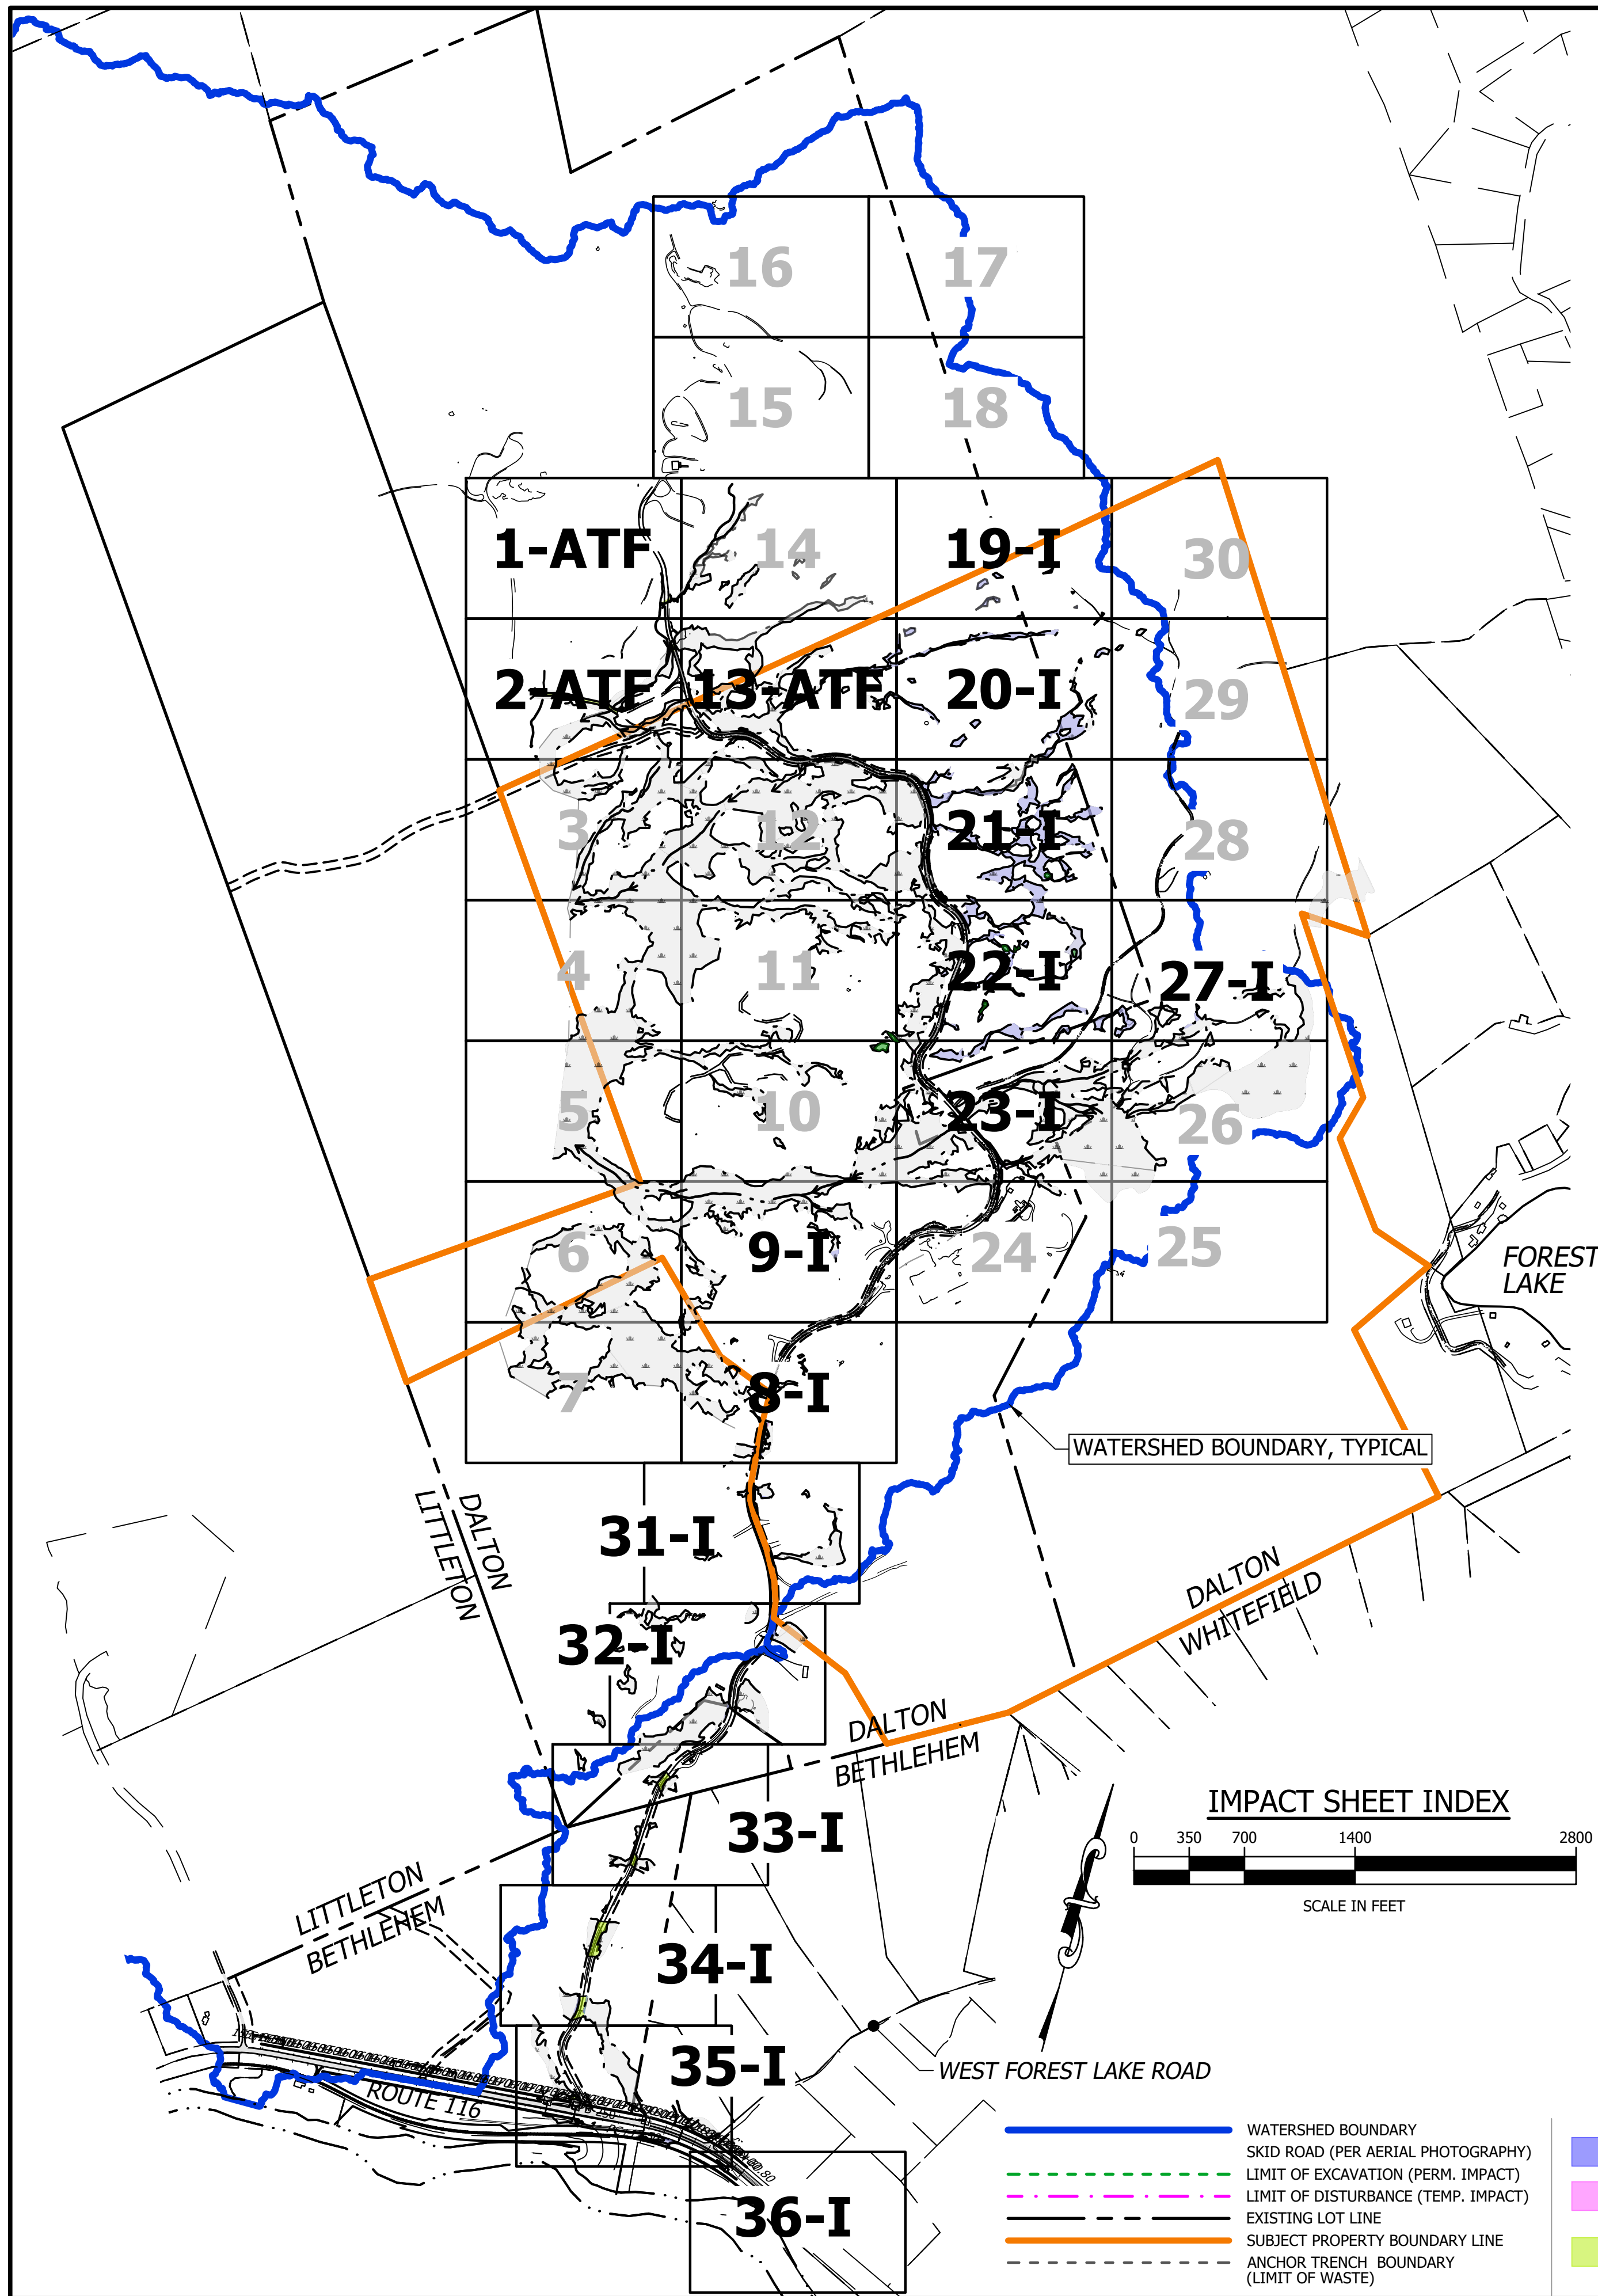 16
17
15
18
1-ATF
14
19-I
30
2-ATF
13-ATF
20-I
29
3
12
21-I
28
4
11
22-I
27-I
5
10
23-I
26
6
9-I
24
25
FOREST
LAKE
7
8-I
WATERSHED BOUNDARY, TYPICAL
DALTON
LITTLETON
31-I
DALTON
WHITEFIELD
32-I
DALTON
BETHLEHEM
IMPACT SHEET INDEX
0 350 700 1400 2800
SCALE IN FEET
33-I
LITTLETON
BETHLEHEM
34-I
35-I
WEST FOREST LAKE ROAD
ROUTE 116
36-I
WATERSHED BOUNDARY
SKID ROAD (PER AERIAL PHOTOGRAPHY)
LIMIT OF EXCAVATION (PERM. IMPACT)
LIMIT OF DISTURBANCE (TEMP. IMPACT)
EXISTING LOT LINE
SUBJECT PROPERTY BOUNDARY LINE
ANCHOR TRENCH BOUNDARY
(LIMIT OF WASTE)